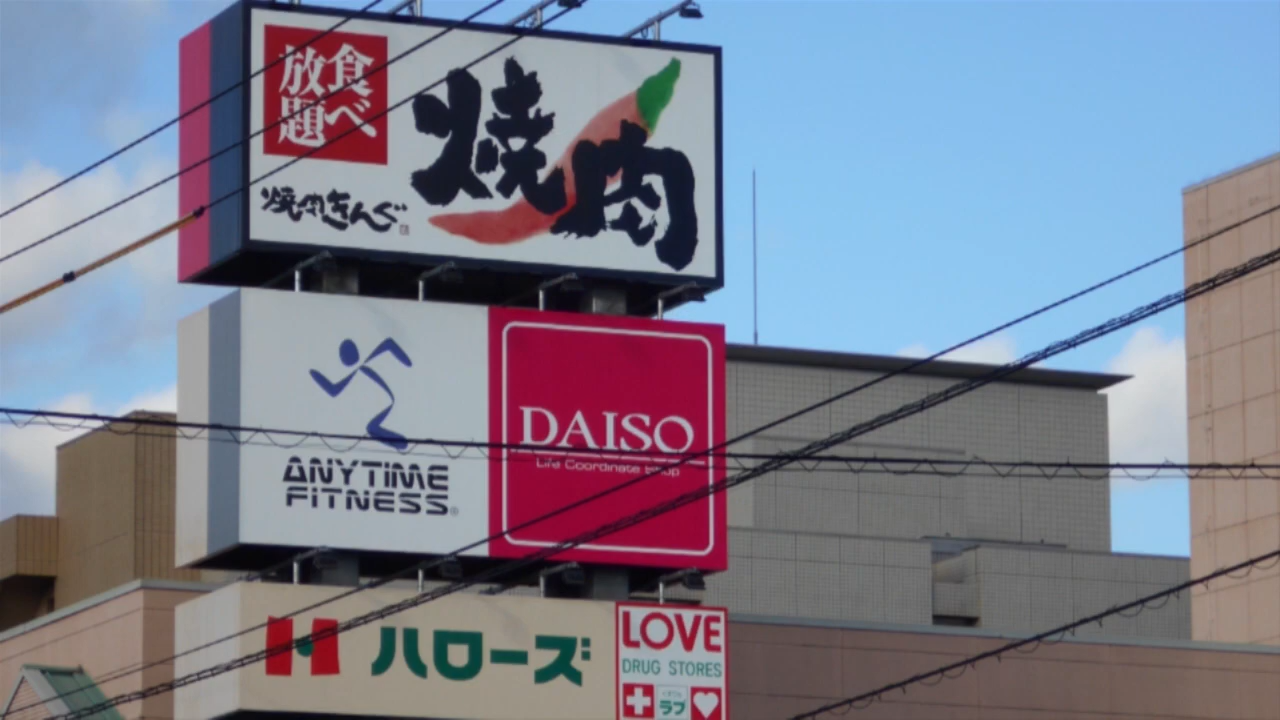 食べ
放題
焼肉
焼肉きんぐ
ANYTIME
FITNESS®
DAISO
Life Coordinate Shop
ハローズ
LOVE
DRUG STORES
ラブ